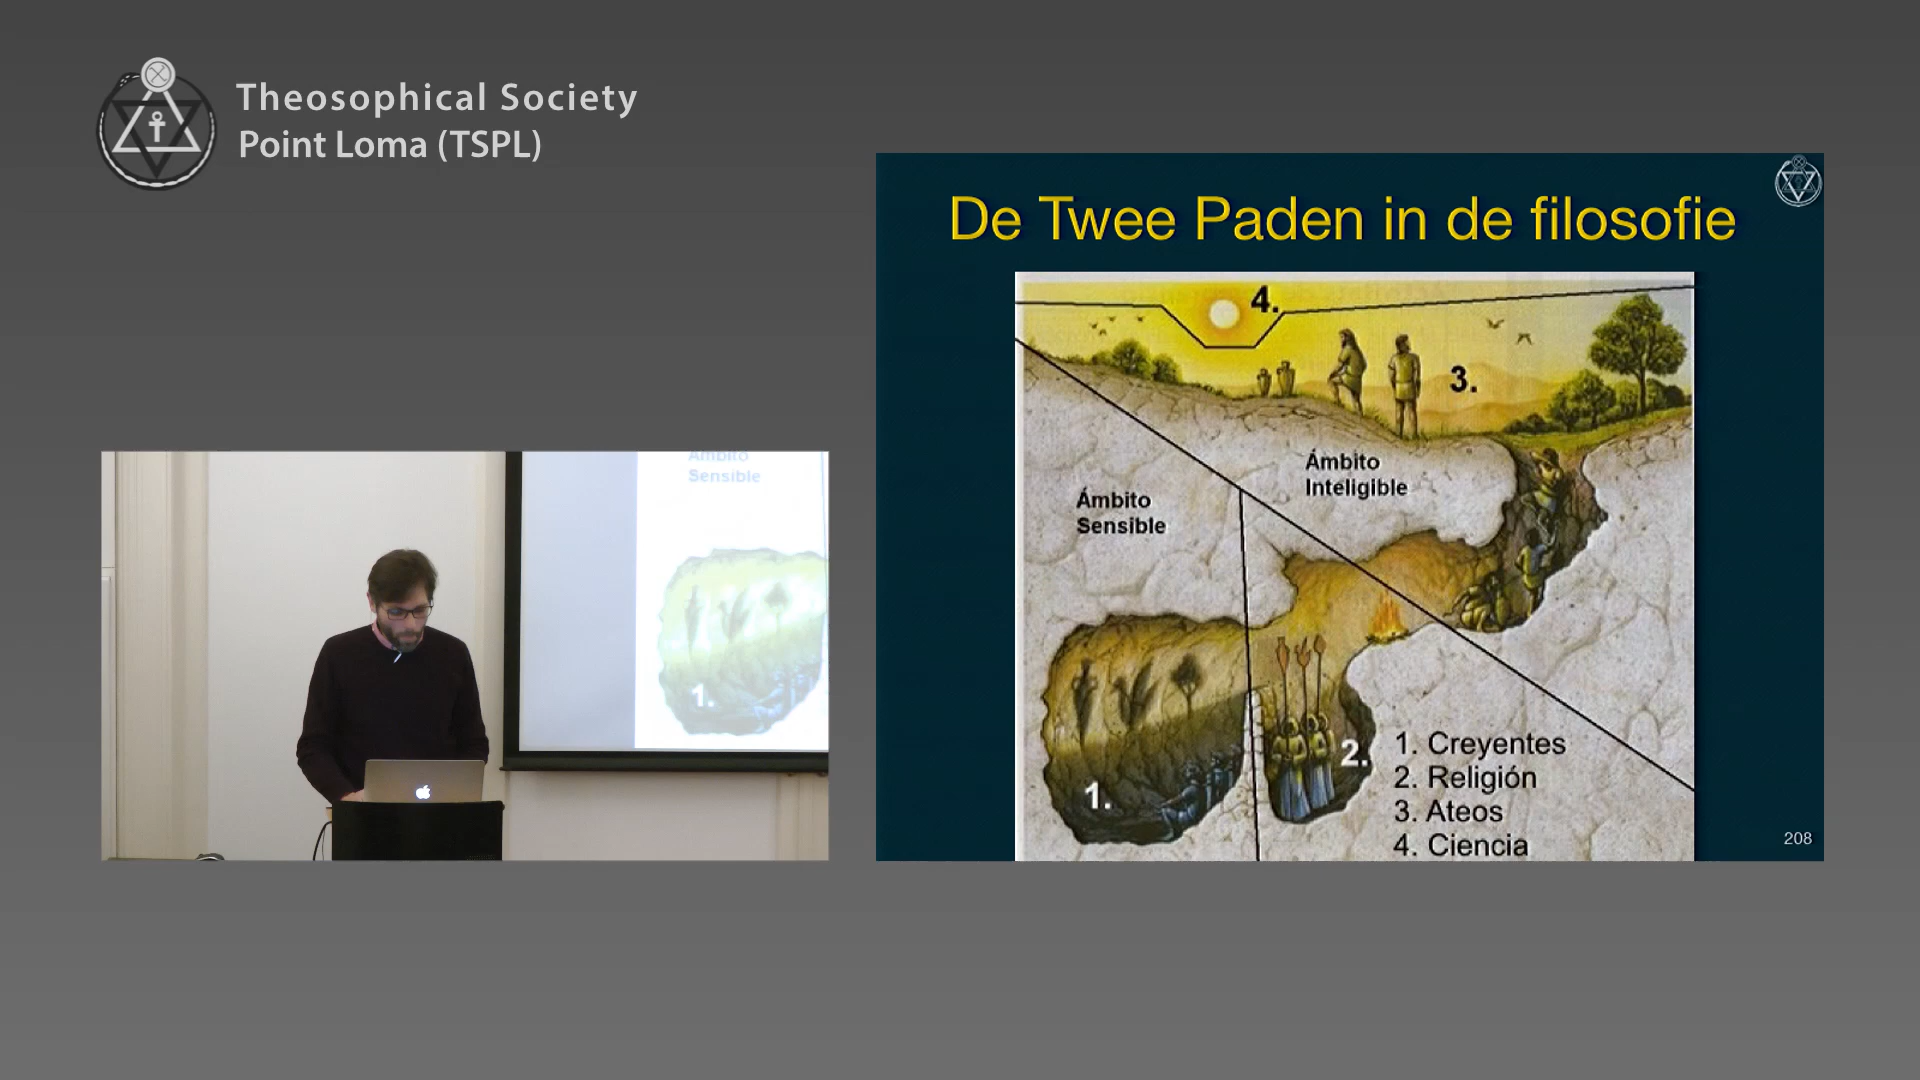 Theosophical Society
Point Loma (TSPL)
De Twee Paden in de filosofie
4.
3.
Ámbito
Inteligible
Ámbito
Sensible
1.
2.
1. Creyentes
2. Religión
3. Ateos
4. Ciencia
208
Ámbito
Sensible
1.